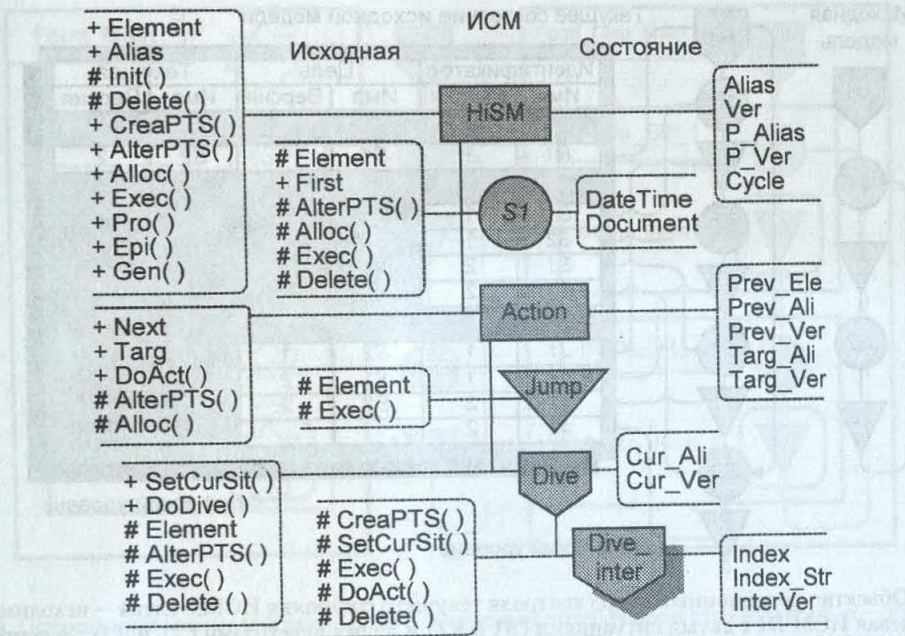 ИСМ
Исходная
Состояние
+ Element
+ Alias
# Init( )
# Delete( )
+ CreaPTS( )
+ AlterPTS( )
+ Alloc( )
+ Exec( )
+ Pro( )
+ Epi( )
+ Gen( )
HiSM
Alias
Ver
P_Alias
P_Ver
Cycle
# Element
+ First
# AlterPTS( )
# Alloc( )
# Exec( )
# Delete( )
S1
DateTime
Document
+ Next
+ Targ
+ DoAct( )
# AlterPTS( )
# Alloc( )
Action
Prev_Ele
Prev_Ali
Prev_Ver
Targ_Ali
Targ_Ver
# Element
# Exec( )
Jump
+ SetCurSit( )
+ DoDive( )
# Element
# AlterPTS( )
# Exec( )
# Delete( )
Dive
Cur_Ali
Cur_Ver
# CreaPTS( )
# SetCurSit( )
# Exec( )
# DoAct( )
# Delete( )
Dive_
inter
Index
Index_Str
InterVer